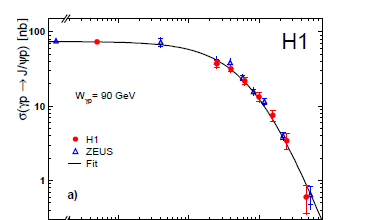 σ(γp → J/ψp) [nb]
100
10
1
H1
W_γp = 90 GeV
H1
ZEUS
Fit
a)